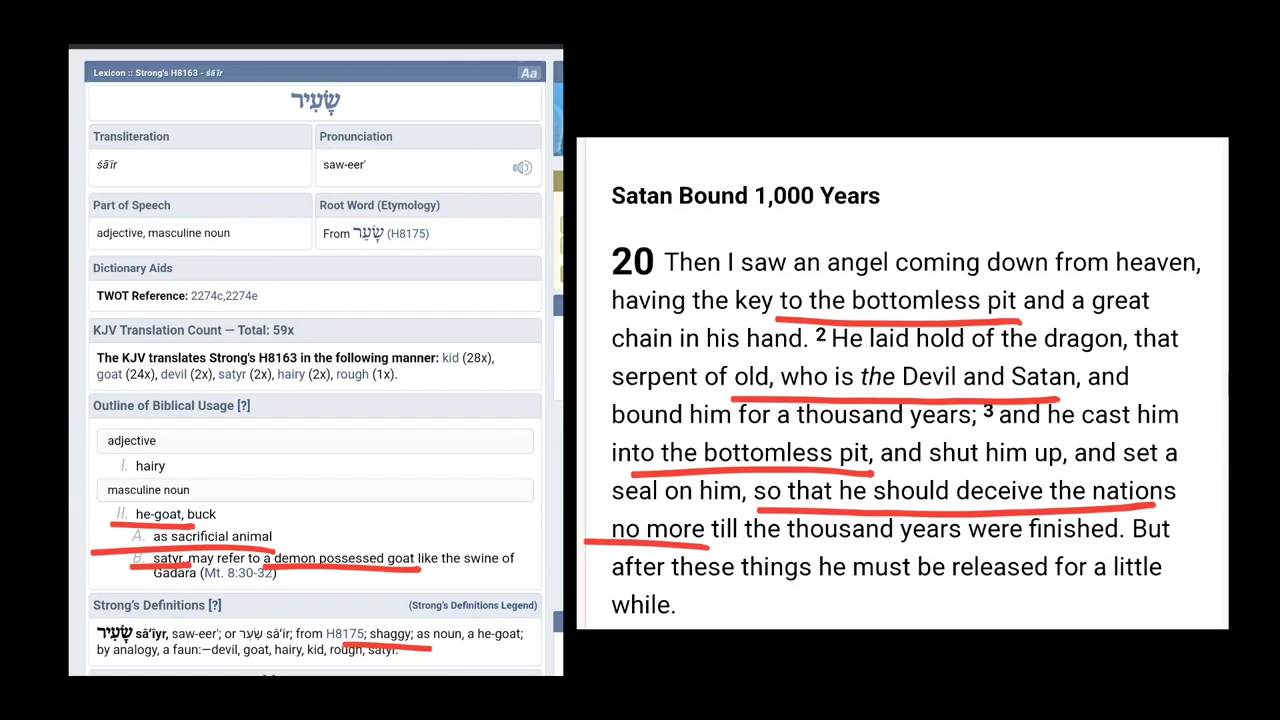 Lexicon :: Strong's H8163 - śāʿîr
Aa
שָׂעִיר
Transliteration
Pronunciation
śāʿîr
saw-eer'
Part of Speech
Root Word (Etymology)
adjective, masculine noun
From שָׂעַר (H8175)
Dictionary Aids
TWOT Reference: 2274c,2274e
KJV Translation Count — Total: 59x
The KJV translates Strong's H8163 in the following manner: kid (28x),
goat (24x), devil (2x), satyr (2x), hairy (2x), rough (1x).
Outline of Biblical Usage [?]
adjective
I. hairy
masculine noun
II. he-goat, buck
A. as sacrificial animal
B. satyr, may refer to a demon possessed goat like the swine of
Gadara (Mt. 8:30-32)
Strong's Definitions [?]
(Strong's Definitions Legend)
שָׂעִיר sâʻîyr, saw-eer'; or שָׂעִר sâʻir; from H8175; shaggy; as noun, a he-goat;
by analogy, a faun:—devil, goat, hairy, kid, rough, satyr.
Satan Bound 1,000 Years
20 Then I saw an angel coming down from heaven,
having the key to the bottomless pit and a great
chain in his hand. 2 He laid hold of the dragon, that
serpent of old, who is the Devil and Satan, and
bound him for a thousand years; 3 and he cast him
into the bottomless pit, and shut him up, and set a
seal on him, so that he should deceive the nations
no more till the thousand years were finished. But
after these things he must be released for a little
while.